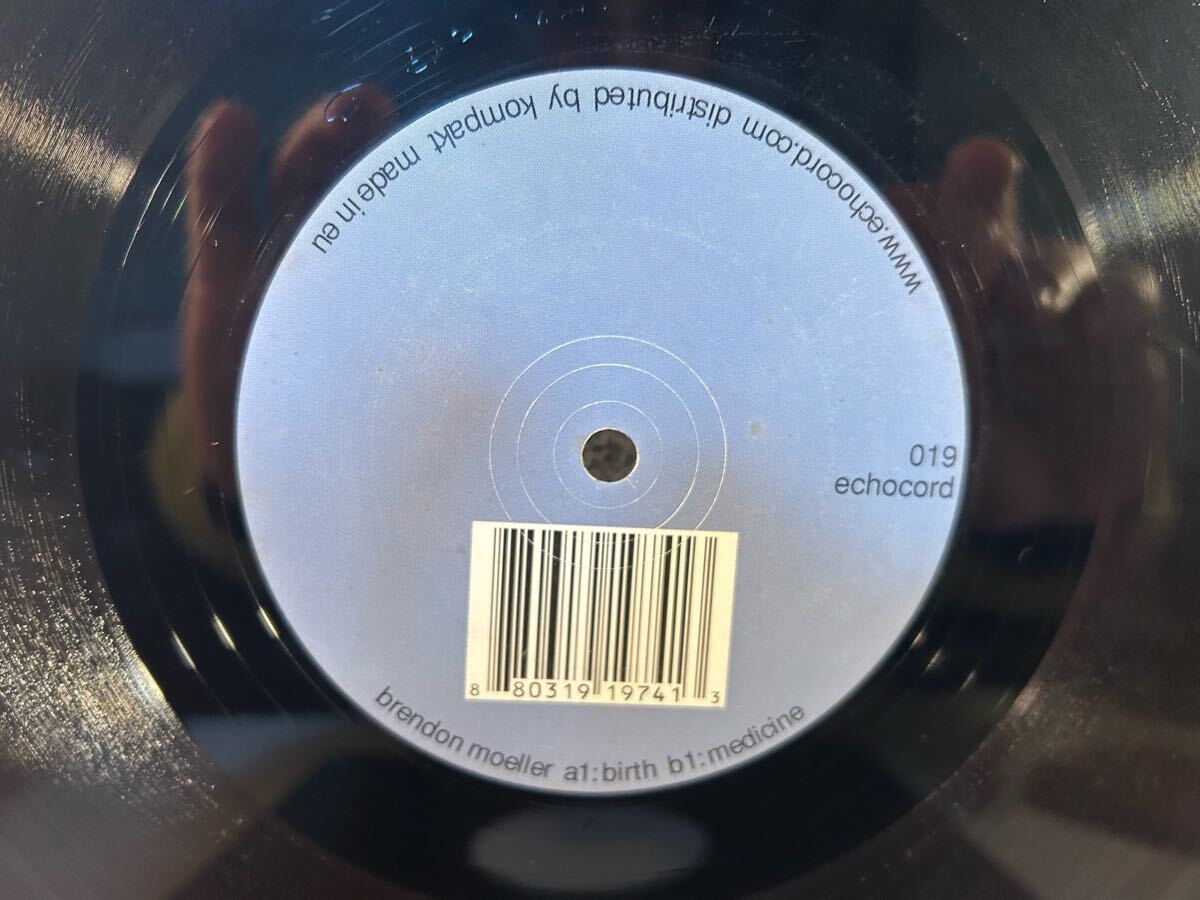 www.echocord.com distributed by kompakt made in eu
019
echocord
8 80319 19741 3
brendon moeller a1:birth b1:medicine